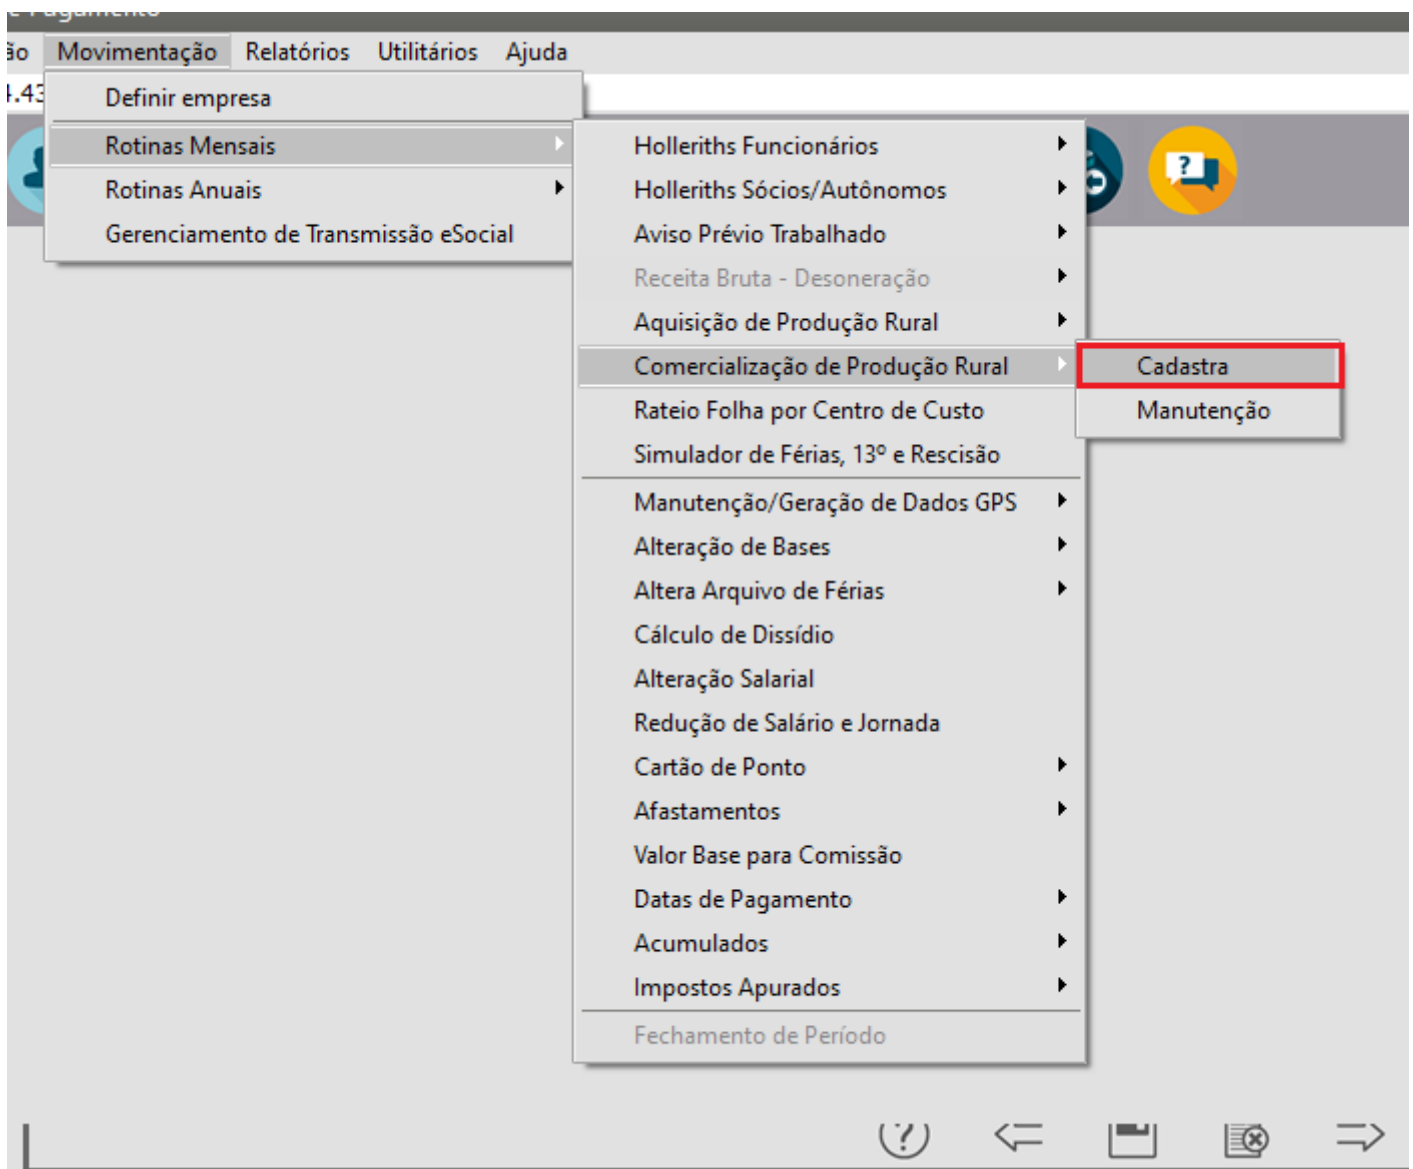 e Pagamento
ão Movimentação Relatórios Utilitários Ajuda
4.43
Definir empresa
Rotinas Mensais
Rotinas Anuais
Gerenciamento de Transmissão eSocial
Holleriths Funcionários
Holleriths Sócios/Autônomos
Aviso Prévio Trabalhado
Receita Bruta - Desoneração
Aquisição de Produção Rural
Comercialização de Produção Rural
Rateio Folha por Centro de Custo
Simulador de Férias, 13º e Rescisão
Manutenção/Geração de Dados GPS
Alteração de Bases
Altera Arquivo de Férias
Cálculo de Dissídio
Alteração Salarial
Redução de Salário e Jornada
Cartão de Ponto
Afastamentos
Valor Base para Comissão
Datas de Pagamento
Acumulados
Impostos Apurados
Fechamento de Período
Cadastra
Manutenção